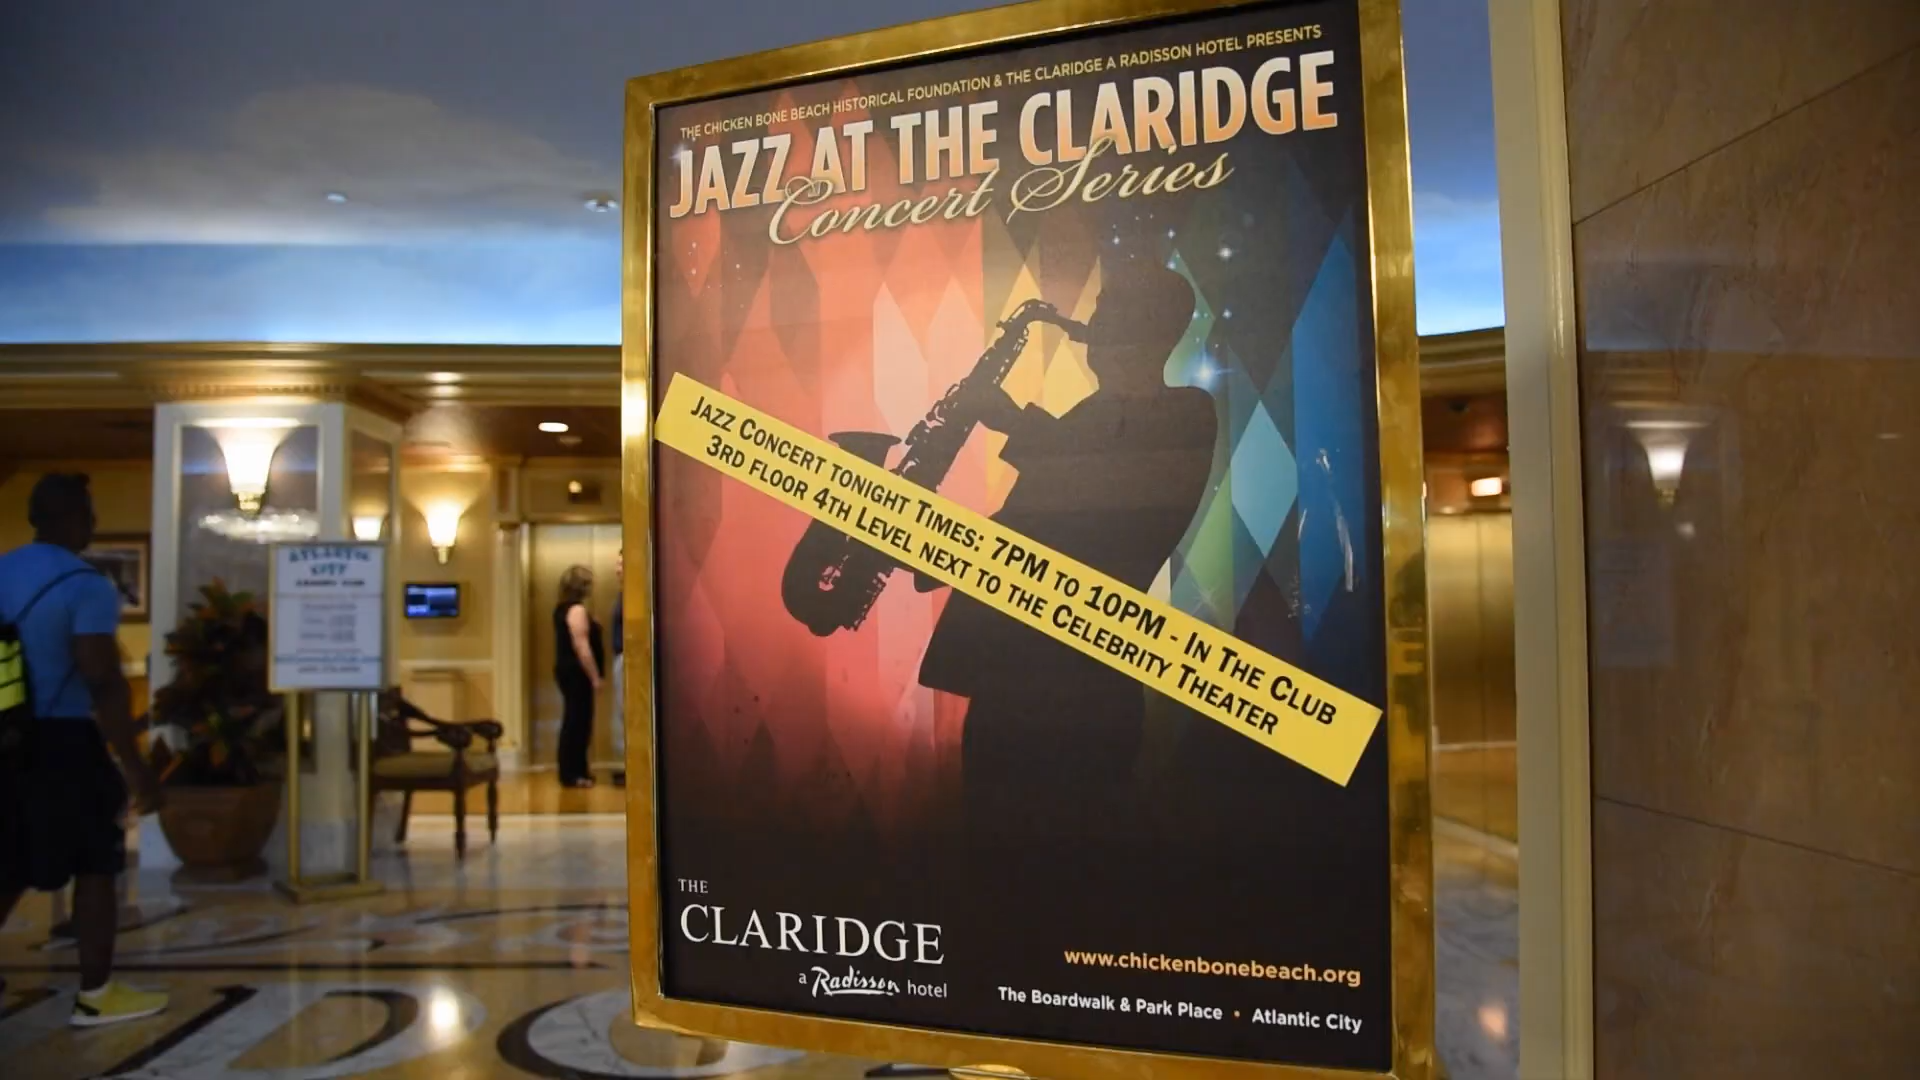 THE CHICKEN BONE BEACH HISTORICAL FOUNDATION & THE CLARIDGE A RADISSON HOTEL PRESENTS
JAZZ AT THE CLARIDGE
Concert Series
JAZZ CONCERT TONIGHT TIMES: 7PM TO 10PM - IN THE CLUB
3RD FLOOR 4TH LEVEL NEXT TO THE CELEBRITY THEATER
THE
CLARIDGE
a Radisson hotel
www.chickenbonebeach.org
The Boardwalk & Park Place • Atlantic City
ATLANTIC
CITY